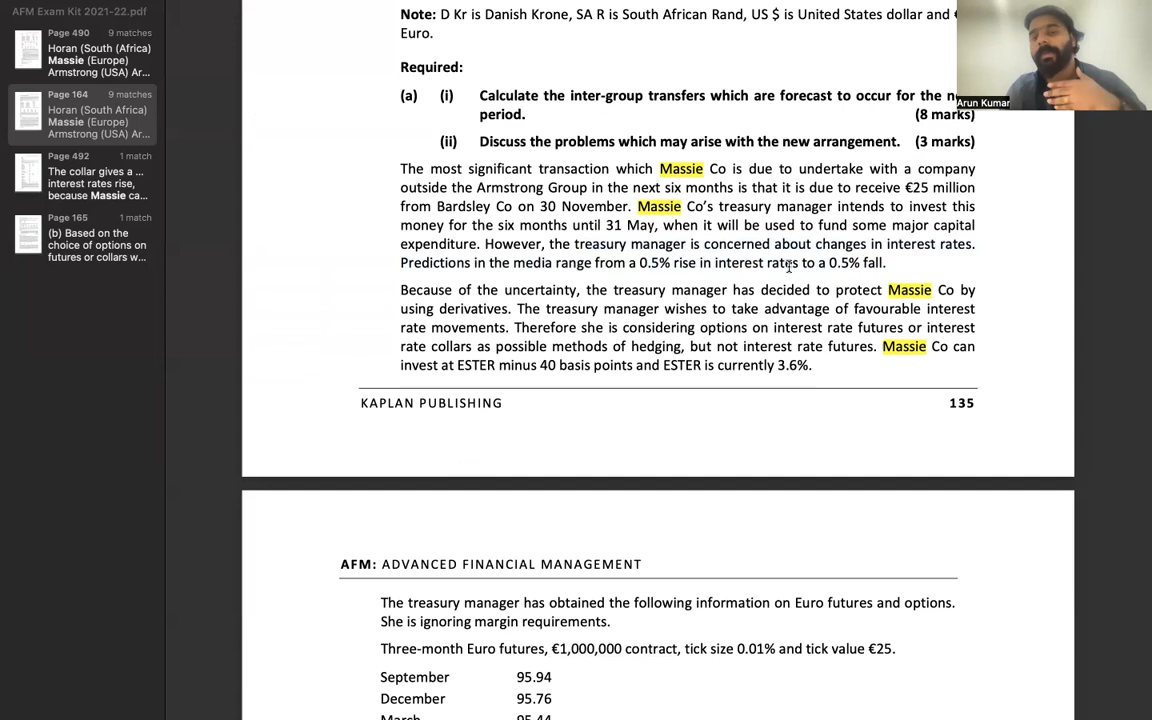 AFM Exam Kit 2021-22.pdf
Page 490 9 matches
Horan (South (Africa)
Massie (Europe)
Armstrong (USA) Ar...
Page 164 9 matches
Horan (South Africa)
Massie (Europe)
Armstrong (USA) Ar...
Page 492 1 match
The collar gives a ...
interest rates rise,
because Massie ca...
Page 165 1 match
(b) Based on the
choice of options on
futures or collars w...
Note: D Kr is Danish Krone, SA R is South African Rand, US $ is United States dollar and
Euro.
Required:
(a) (i) Calculate the inter-group transfers which are forecast to occur for the
period. (8 marks)
(ii) Discuss the problems which may arise with the new arrangement. (3 marks)
The most significant transaction which Massie Co is due to undertake with a company
outside the Armstrong Group in the next six months is that it is due to receive €25 million
from Bardsley Co on 30 November. Massie Co's treasury manager intends to invest this
money for the six months until 31 May, when it will be used to fund some major capital
expenditure. However, the treasury manager is concerned about changes in interest rates.
Predictions in the media range from a 0.5% rise in interest rates to a 0.5% fall.
Because of the uncertainty, the treasury manager has decided to protect Massie Co by
using derivatives. The treasury manager wishes to take advantage of favourable interest
rate movements. Therefore she is considering options on interest rate futures or interest
rate collars as possible methods of hedging, but not interest rate futures. Massie Co can
invest at ESTER minus 40 basis points and ESTER is currently 3.6%.
KAPLAN PUBLISHING 135
AFM: ADVANCED FINANCIAL MANAGEMENT
The treasury manager has obtained the following information on Euro futures and options.
She is ignoring margin requirements.
Three-month Euro futures, €1,000,000 contract, tick size 0.01% and tick value €25.
September 95.94
December 95.76
March 95.44
Arun Kumar